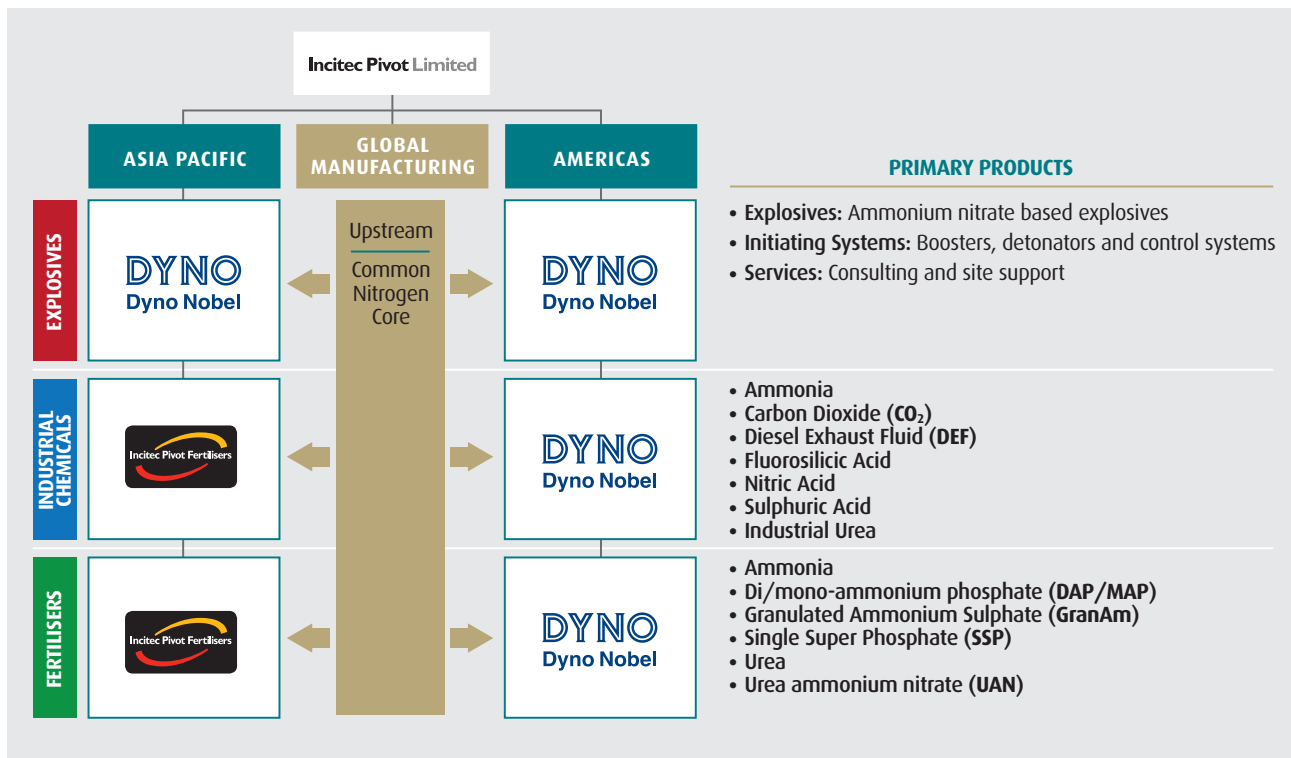 Incitec Pivot Limited
ASIA PACIFIC
GLOBAL
MANUFACTURING
AMERICAS
PRIMARY PRODUCTS
EXPLOSIVES
DYNO
Dyno Nobel
Upstream
Common
Nitrogen
Core
DYNO
Dyno Nobel
• Explosives: Ammonium nitrate based explosives
• Initiating Systems: Boosters, detonators and control systems
• Services: Consulting and site support
INDUSTRIAL
CHEMICALS
Incitec Pivot Fertilisers
DYNO
Dyno Nobel
• Ammonia
• Carbon Dioxide (CO₂)
• Diesel Exhaust Fluid (DEF)
• Fluorosilicic Acid
• Nitric Acid
• Sulphuric Acid
• Industrial Urea
FERTILISERS
Incitec Pivot Fertilisers
DYNO
Dyno Nobel
• Ammonia
• Di/mono-ammonium phosphate (DAP/MAP)
• Granulated Ammonium Sulphate (GranAm)
• Single Super Phosphate (SSP)
• Urea
• Urea ammonium nitrate (UAN)